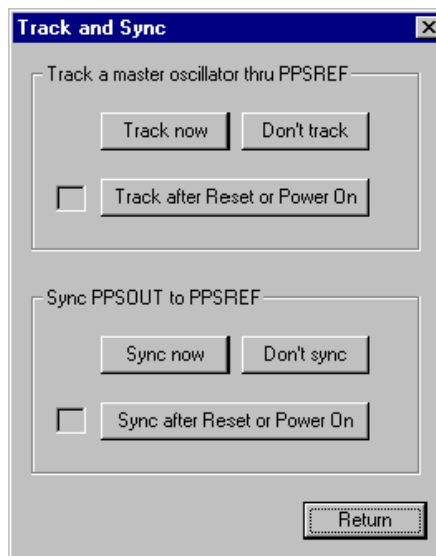 Track and Sync
Track a master oscillator thru PPSREF
Track now Don't track
Track after Reset or Power On
Sync PPSOUT to PPSREF
Sync now Don't sync
Sync after Reset or Power On
Return